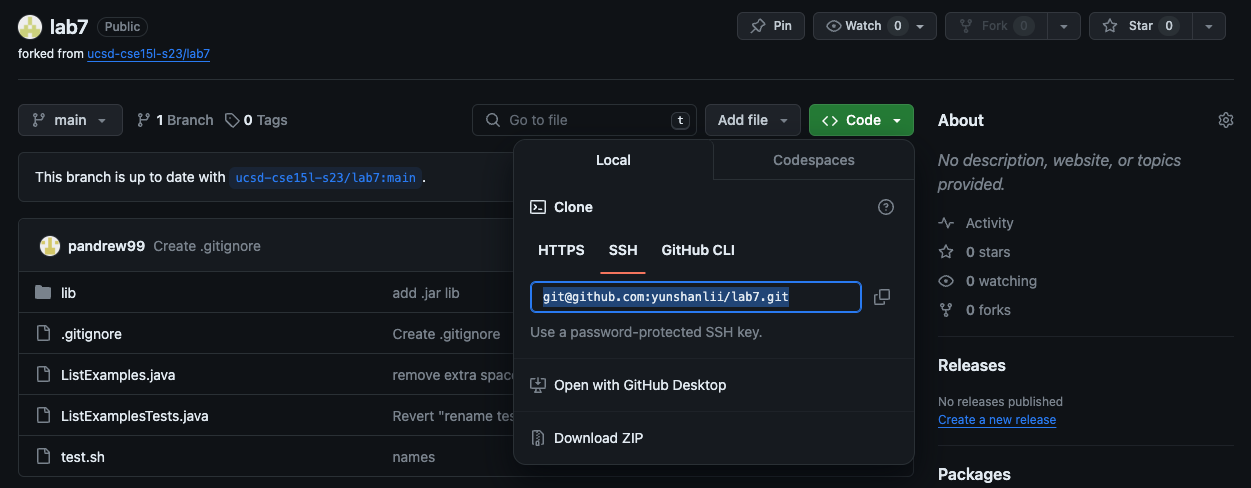 lab7 Public
Pin
Watch 0
Fork 0
Star 0
forked from ucsd-cse15l-s23/lab7
main
1 Branch
0 Tags
Go to file t
Add file
Code
This branch is up to date with ucsd-cse15l-s23/lab7:main .
pandrew99 Create .gitignore
lib add .jar lib
.gitignore Create .gitignore
ListExamples.java remove extra spac
ListExamplesTests.java Revert "rename tes
test.sh names
Local
Codespaces
Clone
HTTPS SSH GitHub CLI
git@github.com:yunshanlii/lab7.git
Use a password-protected SSH key.
Open with GitHub Desktop
Download ZIP
About
No description, website, or topics
provided.
Activity
0 stars
0 watching
0 forks
Releases
No releases published
Create a new release
Packages